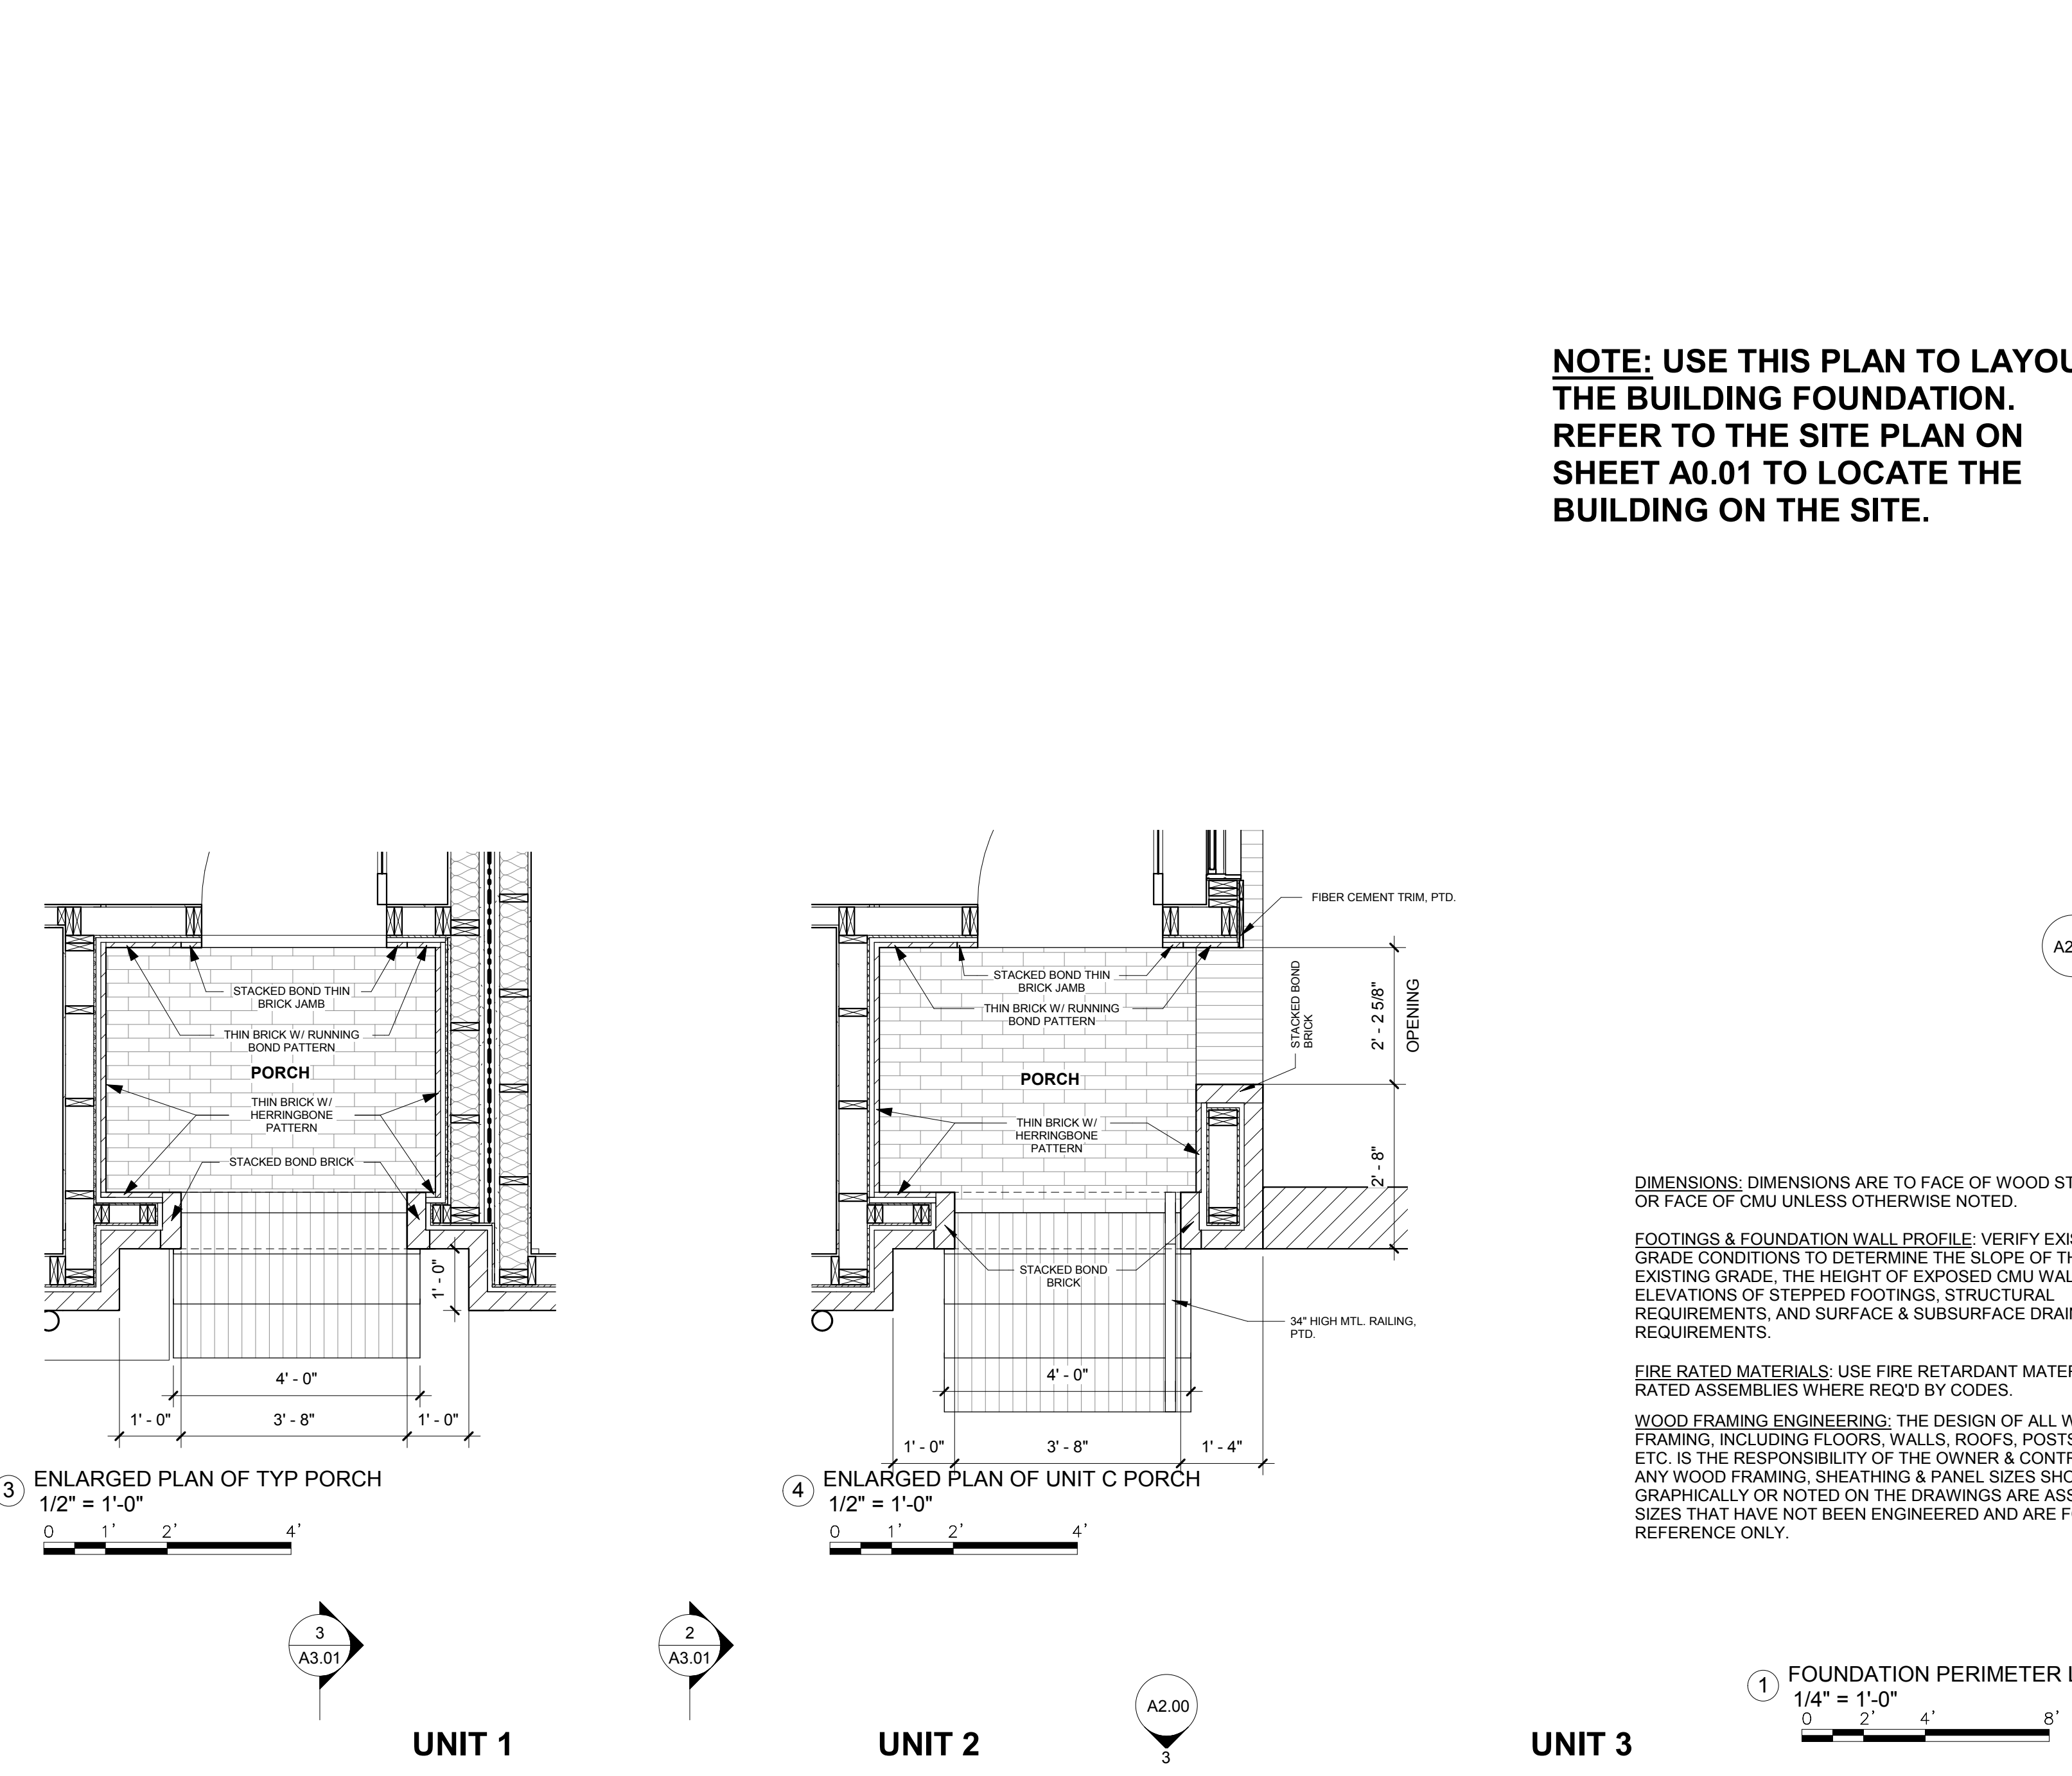 NOTE: USE THIS PLAN TO LAYOU
THE BUILDING FOUNDATION.
REFER TO THE SITE PLAN ON
SHEET A0.01 TO LOCATE THE
BUILDING ON THE SITE.
STACKED BOND THIN
BRICK JAMB
THIN BRICK W/ RUNNING
BOND PATTERN
PORCH
THIN BRICK W/
HERRINGBONE
PATTERN
STACKED BOND BRICK
1' - 0"
4' - 0"
1' - 0"
3' - 8"
1' - 0"
3
ENLARGED PLAN OF TYP PORCH
1/2" = 1'-0"
0 1' 2' 4'
FIBER CEMENT TRIM, PTD.
STACKED BOND THIN
BRICK JAMB
THIN BRICK W/ RUNNING
BOND PATTERN
STACKED BOND
BRICK
2' - 2 5/8"
OPENING
PORCH
THIN BRICK W/
HERRINGBONE
PATTERN
2' - 8"
STACKED BOND
BRICK
34" HIGH MTL. RAILING,
PTD.
4' - 0"
1' - 0"
3' - 8"
1' - 4"
4
ENLARGED PLAN OF UNIT C PORCH
1/2" = 1'-0"
0 1' 2' 4'
A2
DIMENSIONS: DIMENSIONS ARE TO FACE OF WOOD ST
OR FACE OF CMU UNLESS OTHERWISE NOTED.
FOOTINGS & FOUNDATION WALL PROFILE: VERIFY EXIS
GRADE CONDITIONS TO DETERMINE THE SLOPE OF TH
EXISTING GRADE, THE HEIGHT OF EXPOSED CMU WAL
ELEVATIONS OF STEPPED FOOTINGS, STRUCTURAL
REQUIREMENTS, AND SURFACE & SUBSURFACE DRAI
REQUIREMENTS.
FIRE RATED MATERIALS: USE FIRE RETARDANT MATER
RATED ASSEMBLIES WHERE REQ'D BY CODES.
WOOD FRAMING ENGINEERING: THE DESIGN OF ALL W
FRAMING, INCLUDING FLOORS, WALLS, ROOFS, POSTS
ETC. IS THE RESPONSIBILITY OF THE OWNER & CONTR
ANY WOOD FRAMING, SHEATHING & PANEL SIZES SHO
GRAPHICALLY OR NOTED ON THE DRAWINGS ARE ASS
SIZES THAT HAVE NOT BEEN ENGINEERED AND ARE F
REFERENCE ONLY.
3
A3.01
2
A3.01
A2.00
3
UNIT 1
UNIT 2
UNIT 3
1
FOUNDATION PERIMETER
1/4" = 1'-0"
0 2' 4' 8'